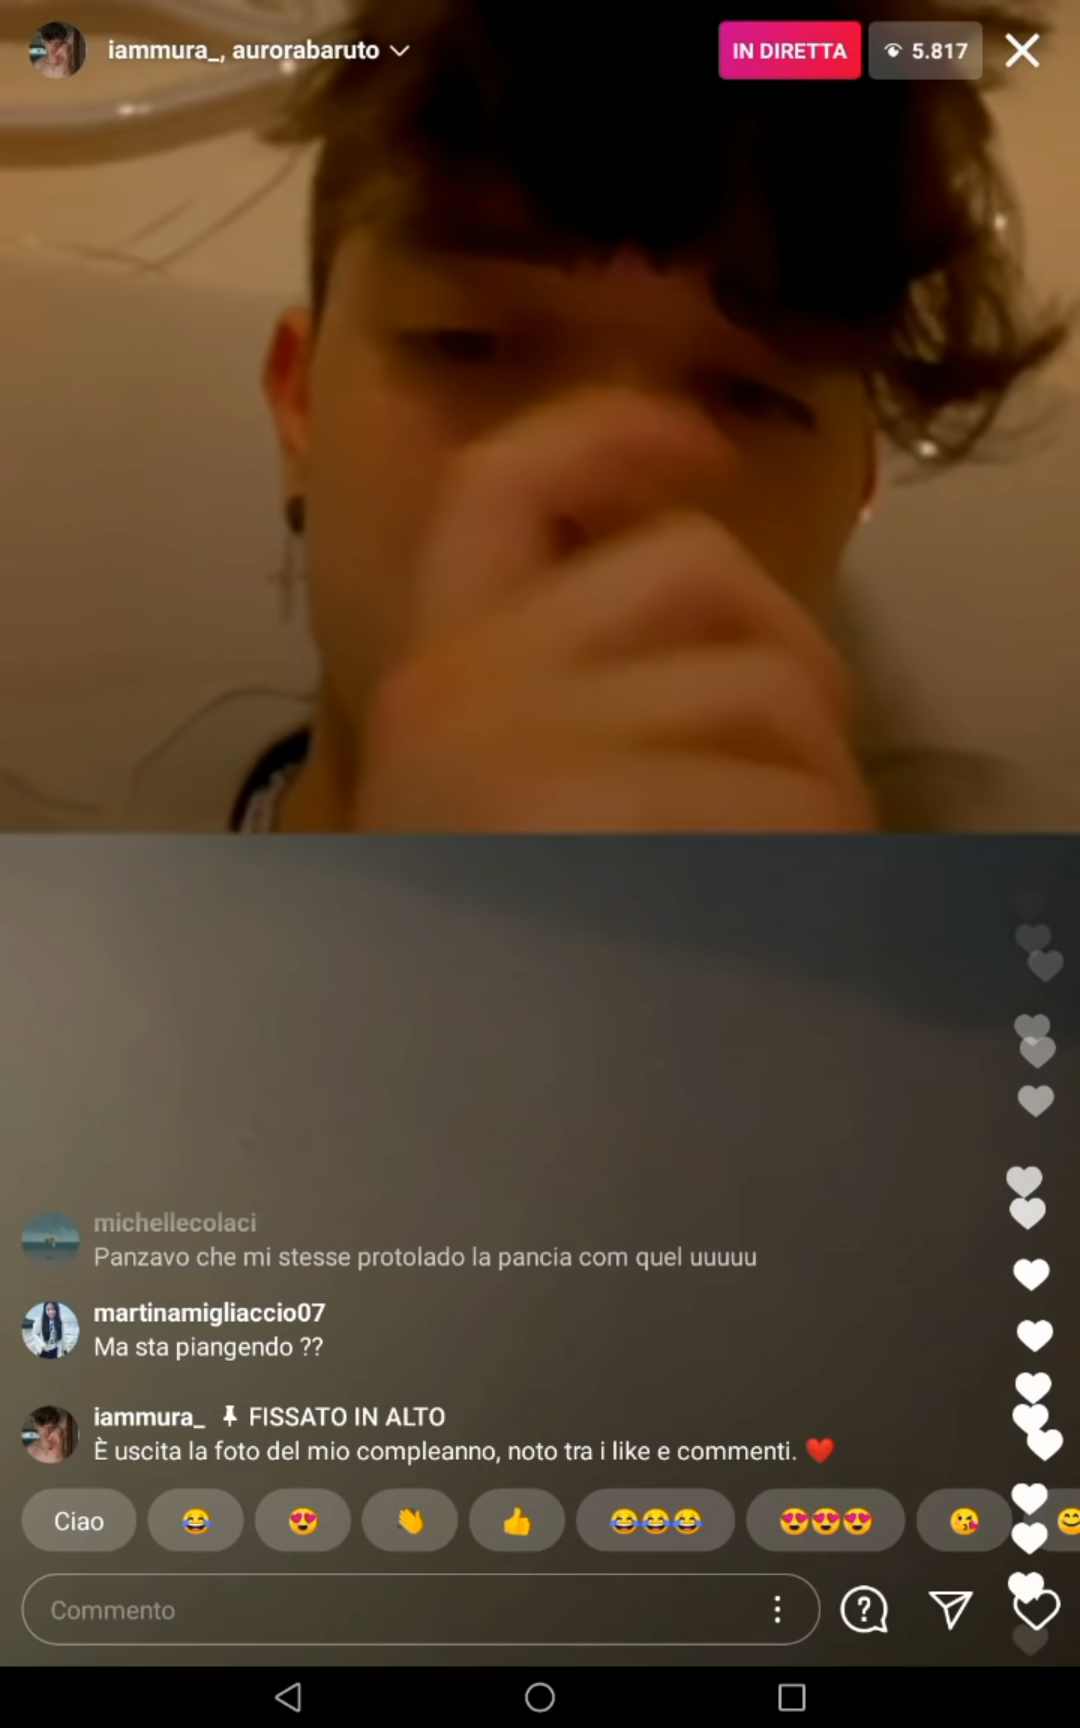 iammura_, aurorabaruto
IN DIRETTA
5.817
michellecolaci
Panzavo che mi stesse protolado la pancia com quel uuuuu
martinamigliaccio07
Ma sta piangendo ??
iammura_ FISSATO IN ALTO
È uscita la foto del mio compleanno, noto tra i like e commenti. ❤️
Ciao 😂 😍 👏 👍 😂😂😂 😍😍😍 😘 😊
Commento